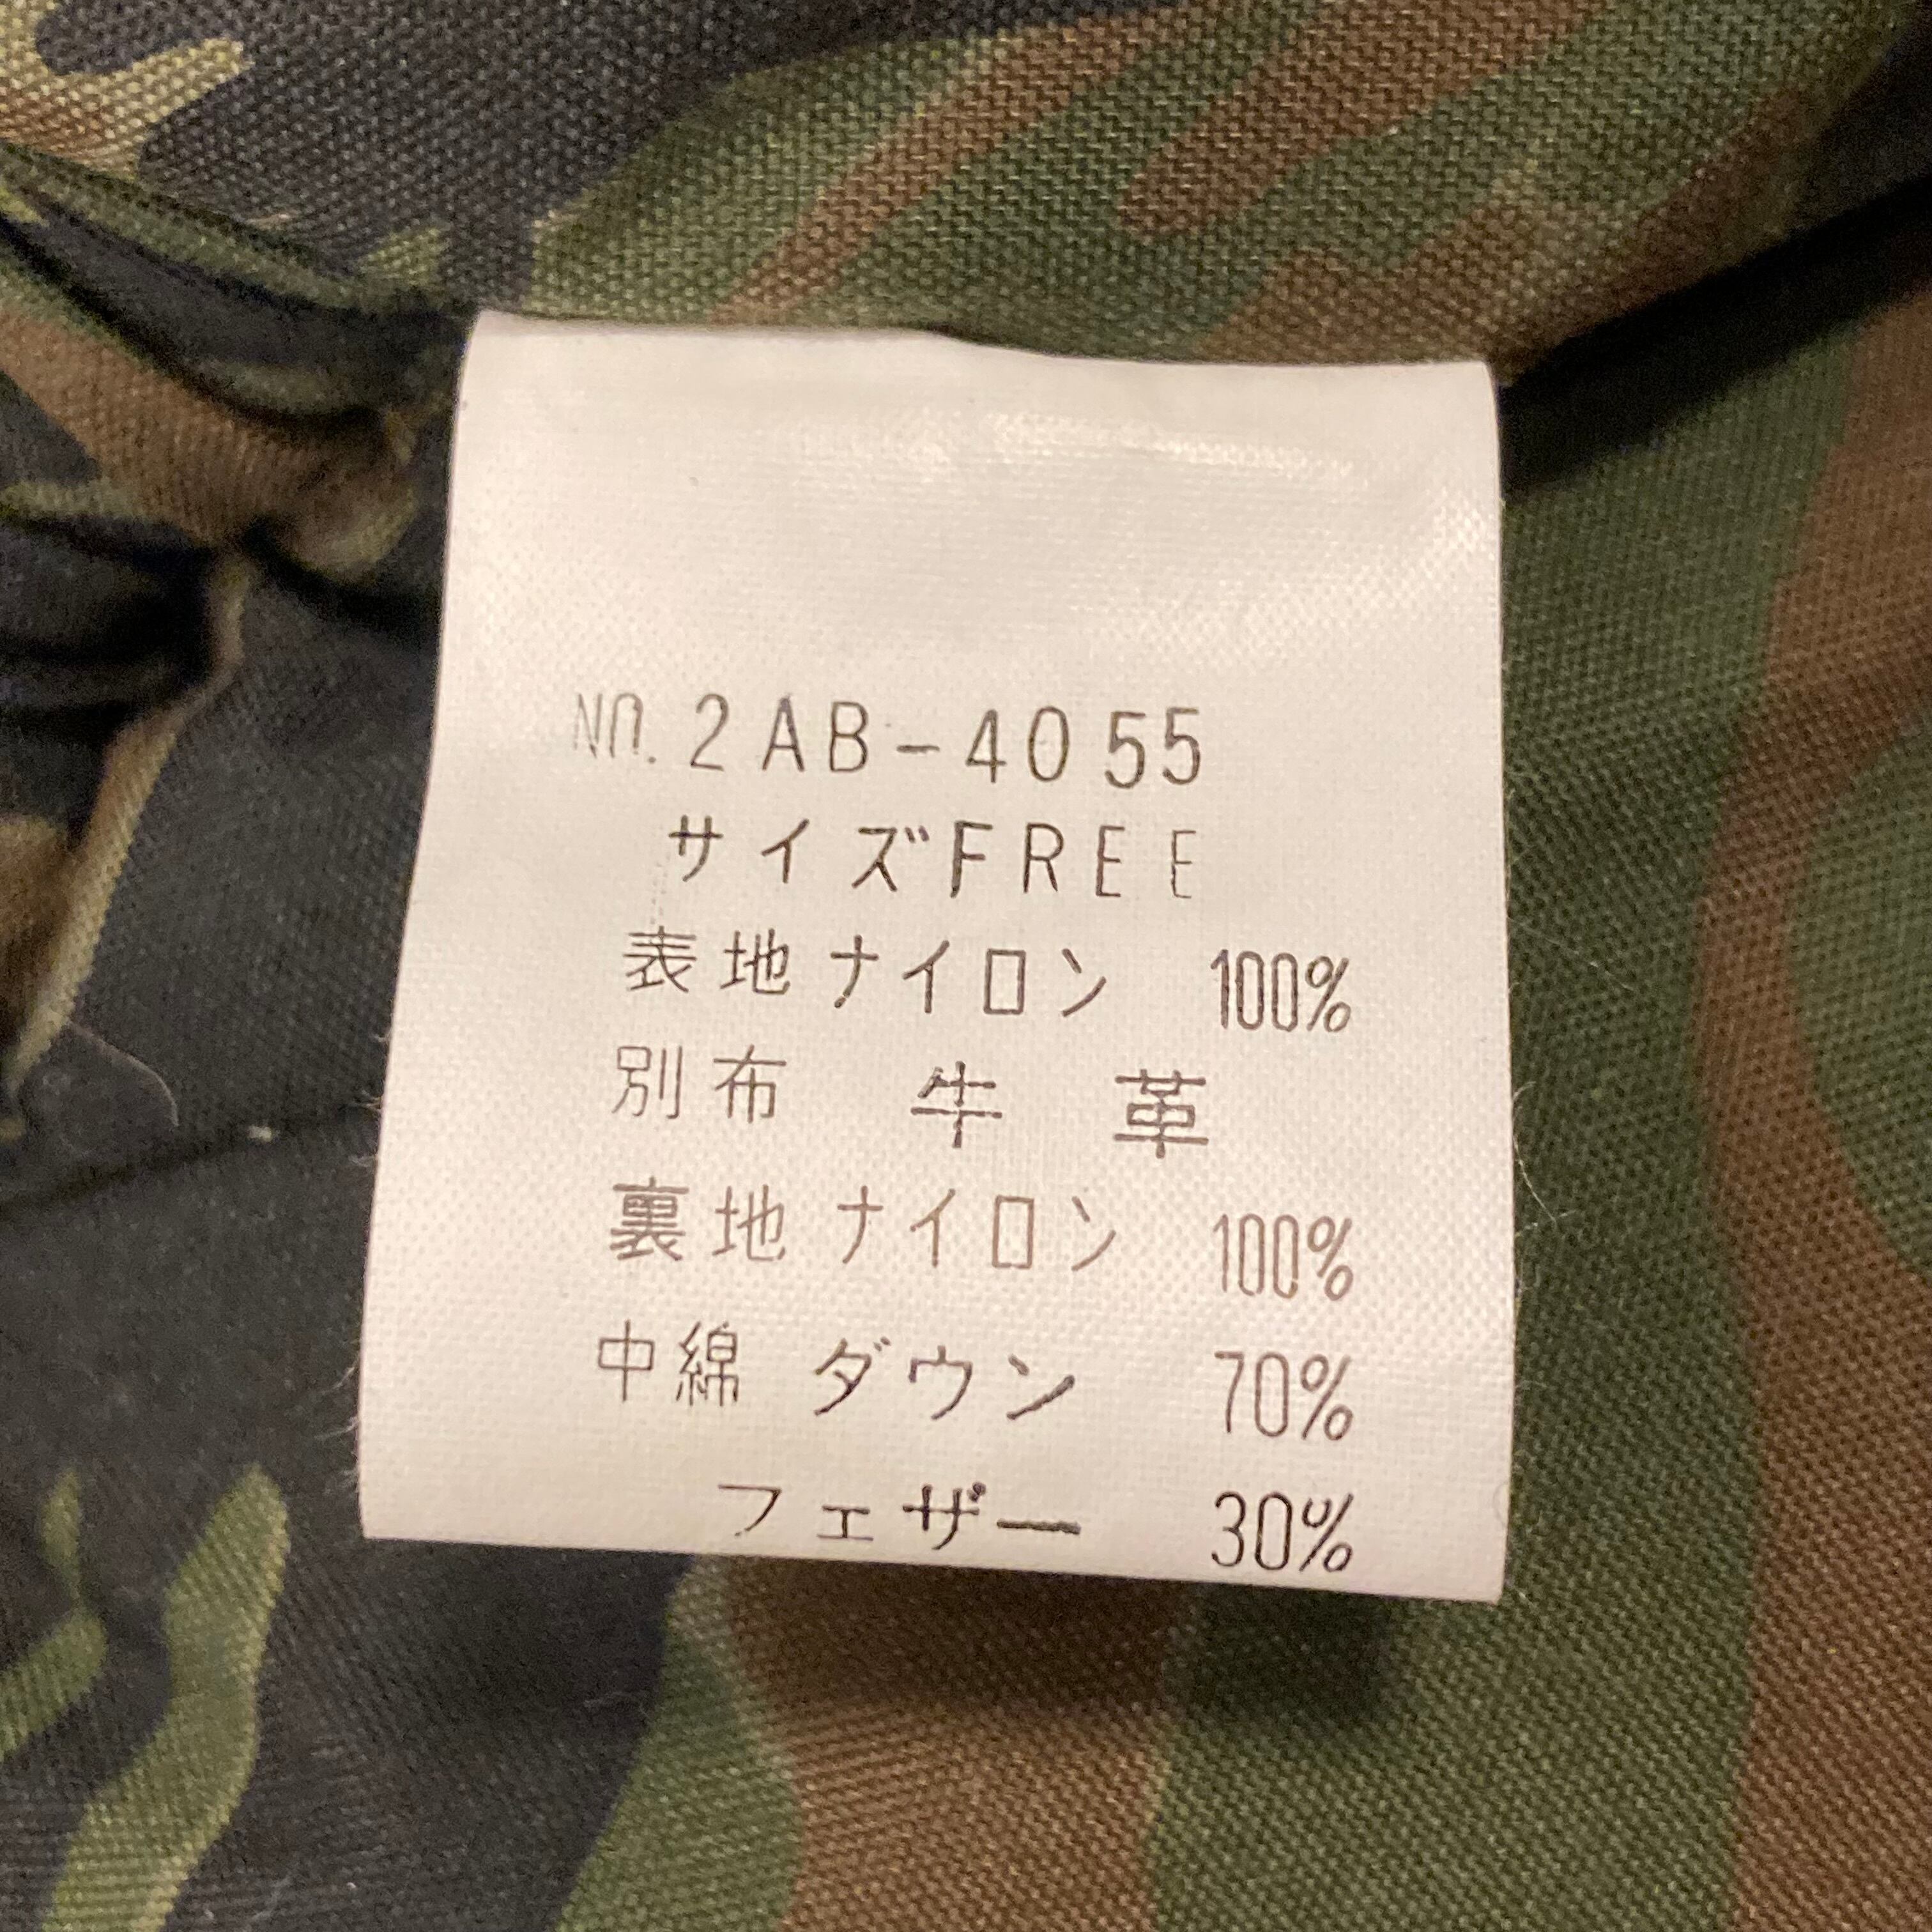 NO.2AB-4055
サイズFREE
表地ナイロン 100%
別布 牛革
裏地ナイロン 100%
中綿 ダウン 70%
フェザー 30%